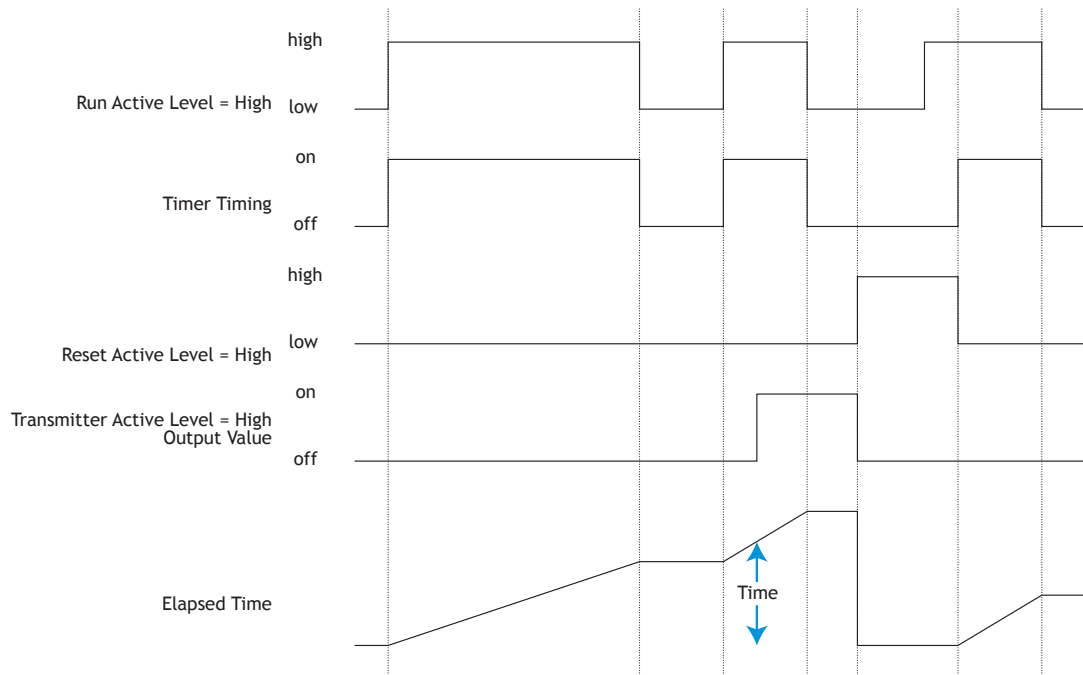 high
Run Active Level = High
low
on
Timer Timing
off
high
low
Reset Active Level = High
on
Transmitter Active Level = High
Output Value
off
Time
Elapsed Time